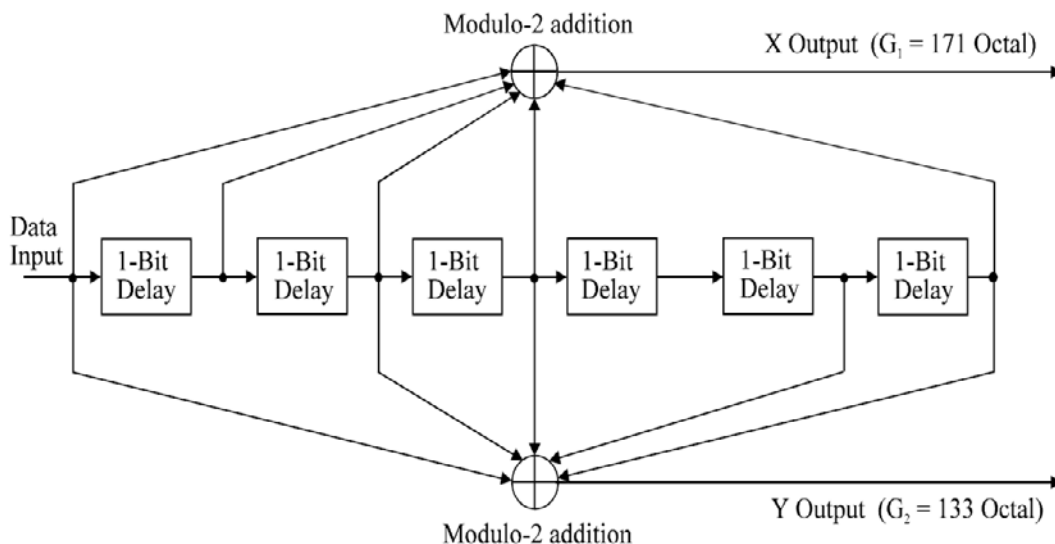 Modulo-2 addition
X Output (G₁ = 171 Octal)
Data
Input
1-Bit
Delay
1-Bit
Delay
1-Bit
Delay
1-Bit
Delay
1-Bit
Delay
1-Bit
Delay
Y Output (G₂ = 133 Octal)
Modulo-2 addition